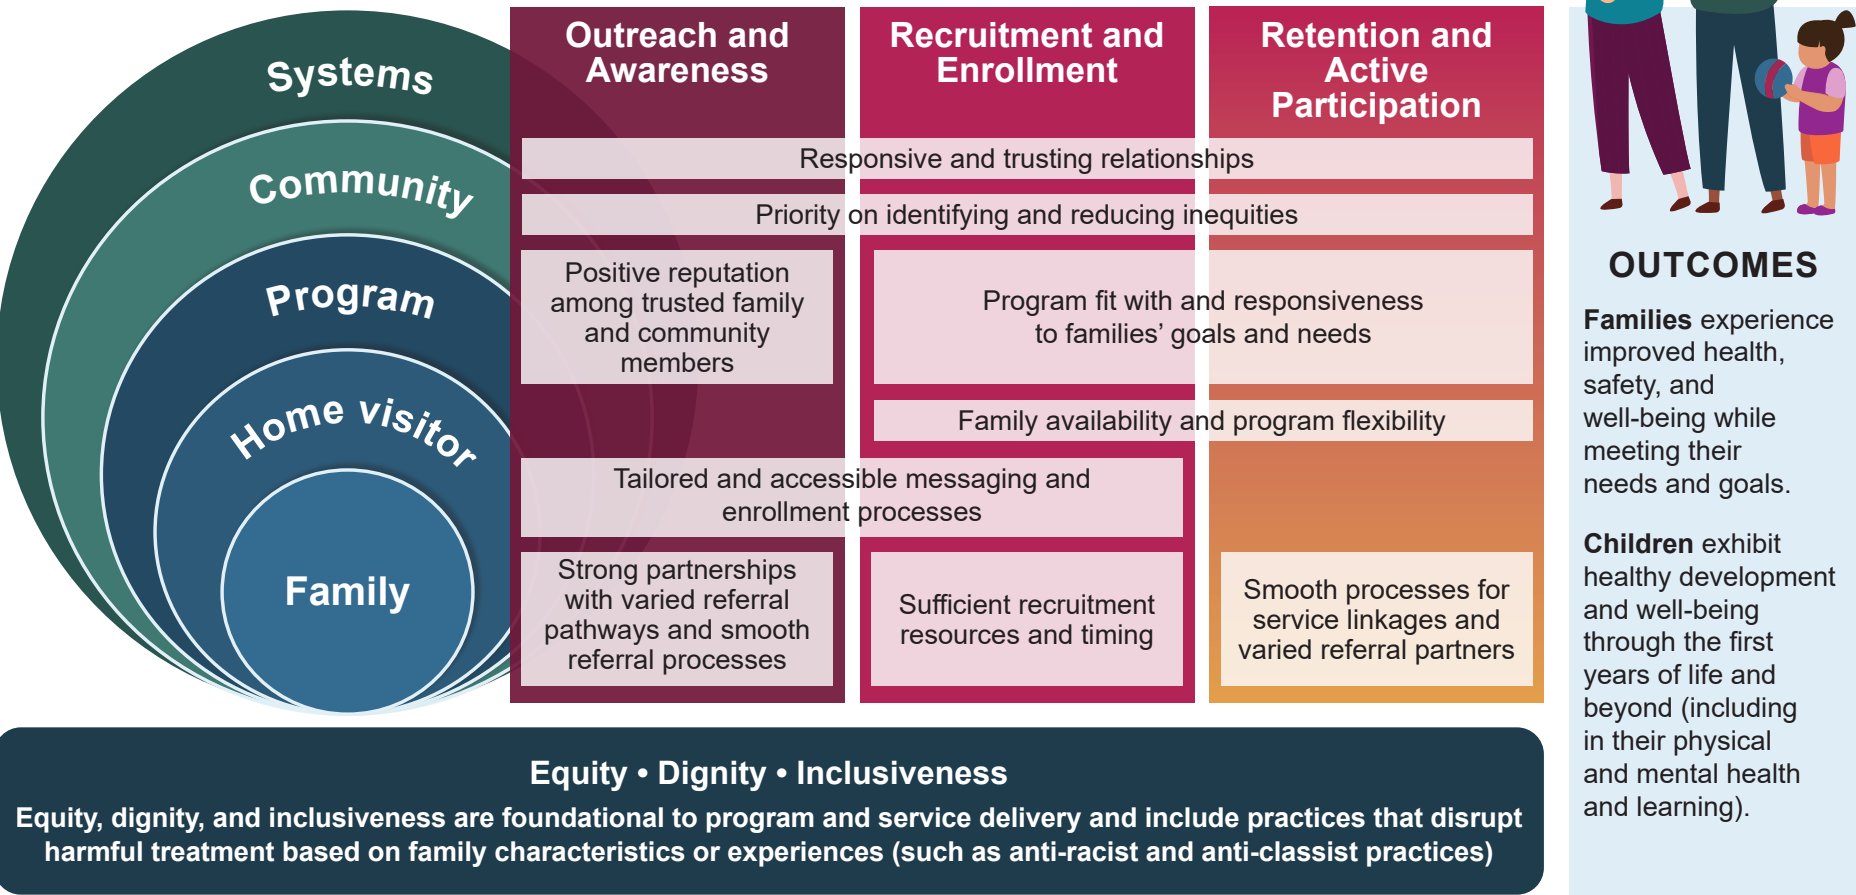 Systems
Community
Program
Home visitor
Family
Outreach and
Awareness
Recruitment and
Enrollment
Retention and
Active
Participation
Responsive and trusting relationships
Priority on identifying and reducing inequities
Positive reputation
among trusted family
and community
members
Program fit with and responsiveness
to families’ goals and needs
Family availability and program flexibility
Tailored and accessible messaging and
enrollment processes
Strong partnerships
with varied referral
pathways and smooth
referral processes
Sufficient recruitment
resources and timing
Smooth processes for
service linkages and
varied referral partners
Equity • Dignity • Inclusiveness
Equity, dignity, and inclusiveness are foundational to program and service delivery and include practices that disrupt
harmful treatment based on family characteristics or experiences (such as anti-racist and anti-classist practices)
OUTCOMES
Families experience
improved health,
safety, and
well-being while
meeting their
needs and goals.
Children exhibit
healthy development
and well-being
through the first
years of life and
beyond (including
in their physical
and mental health
and learning).